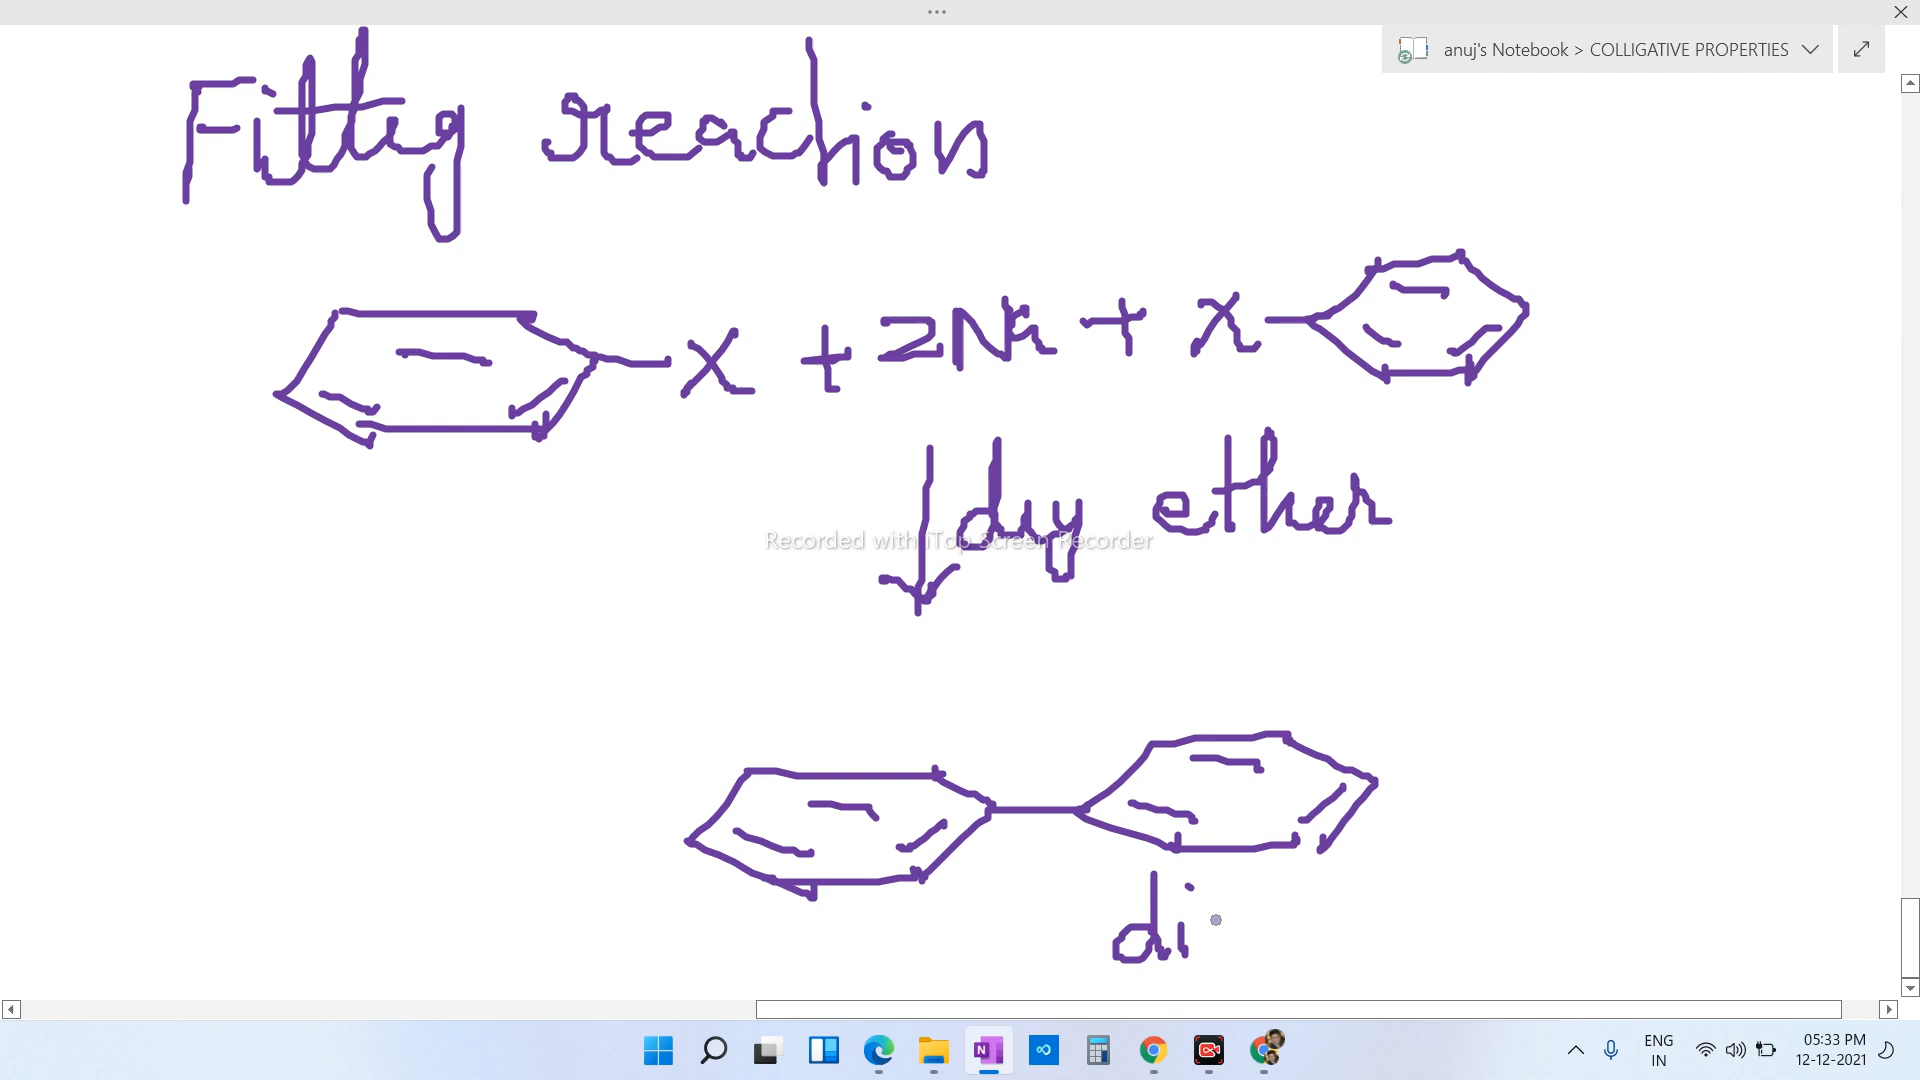 anuj's Notebook > COLLIGATIVE PROPERTIES
Fittig reaction
X + 2Na + X
dry ether
Recorded with iTop Screen Recorder
di
ENG
IN
05:33 PM
12-12-2021